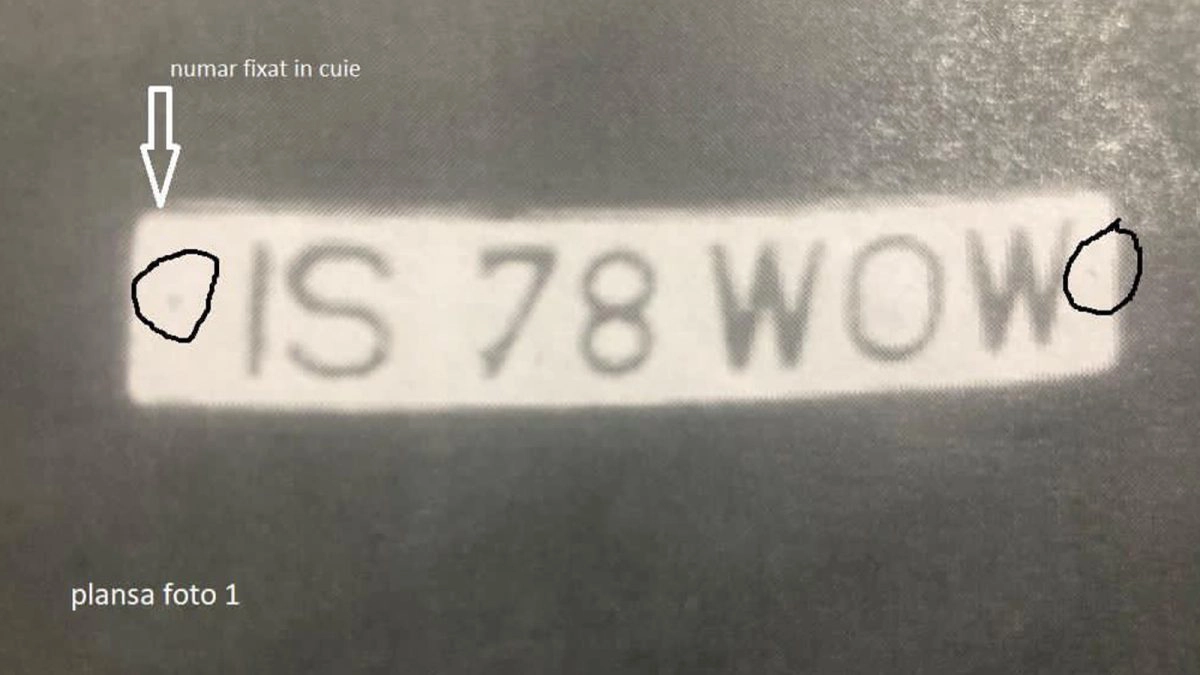 numar fixat in cuie
IS 78 WOW
plansa foto 1